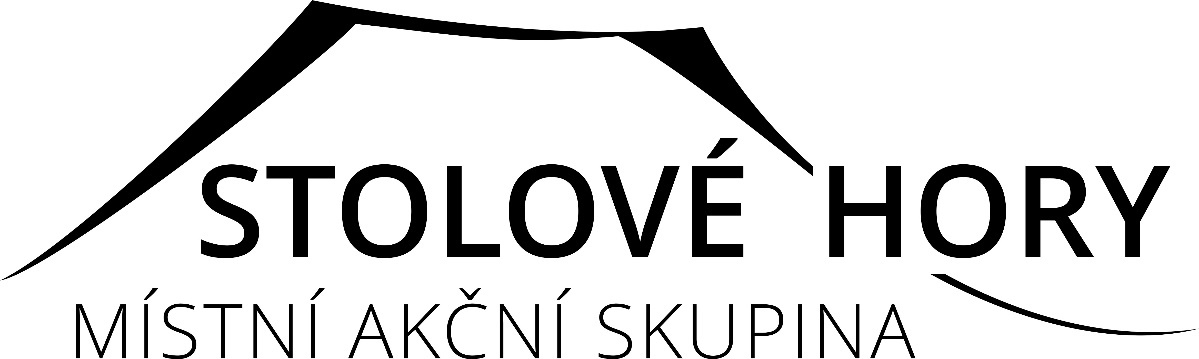 STOLOVÉ HORY
MÍSTNÍ AKČNÍ SKUPINA